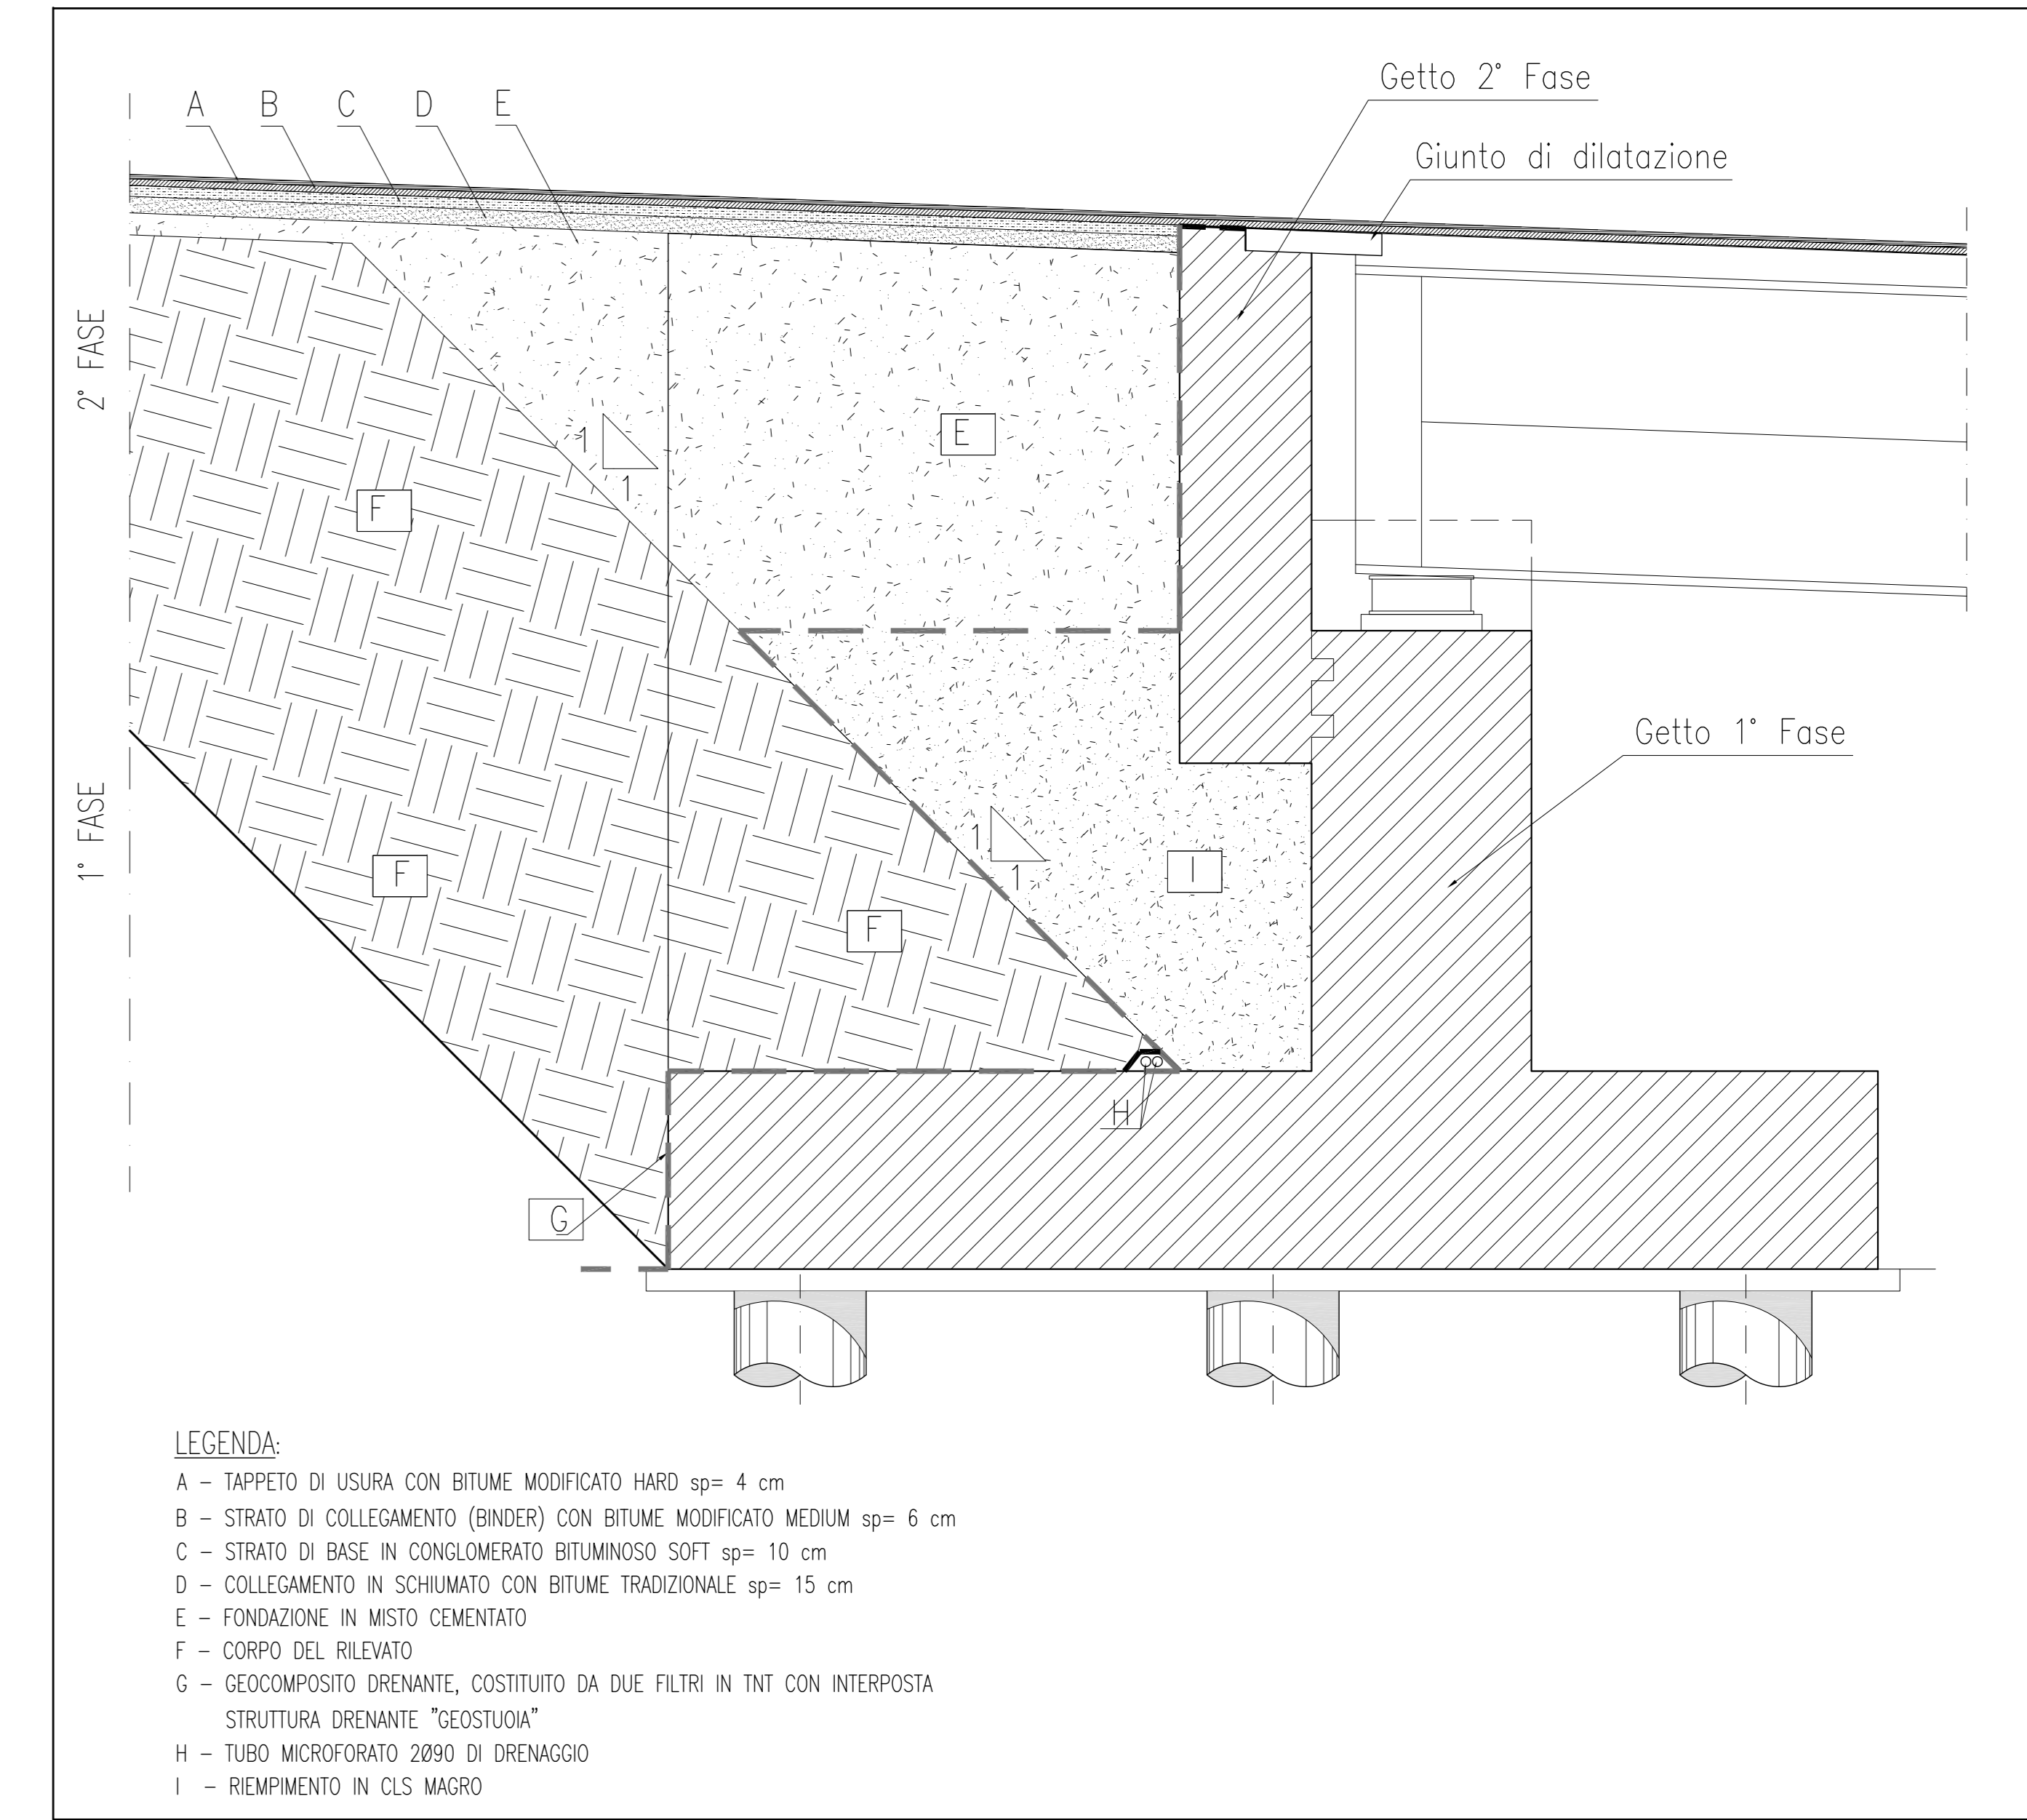 Getto 2° Fase
A B C D E
Giunto di dilatazione
2° FASE
1
1
E
F
Getto 1° Fase
1° FASE
1
1
I
F
F
H
G
LEGENDA:
A – TAPPETO DI USURA CON BITUME MODIFICATO HARD sp= 4 cm
B – STRATO DI COLLEGAMENTO (BINDER) CON BITUME MODIFICATO MEDIUM sp= 6 cm
C – STRATO DI BASE IN CONGLOMERATO BITUMINOSO SOFT sp= 10 cm
D – COLLEGAMENTO IN SCHIUMATO CON BITUME TRADIZIONALE sp= 15 cm
E – FONDAZIONE IN MISTO CEMENTATO
F – CORPO DEL RILEVATO
G – GEOCOMPOSITO DRENANTE, COSTITUITO DA DUE FILTRI IN TNT CON INTERPOSTA
STRUTTURA DRENANTE "GEOSTUOIA"
H – TUBO MICROFORATO 2Ø90 DI DRENAGGIO
I – RIEMPIMENTO IN CLS MAGRO